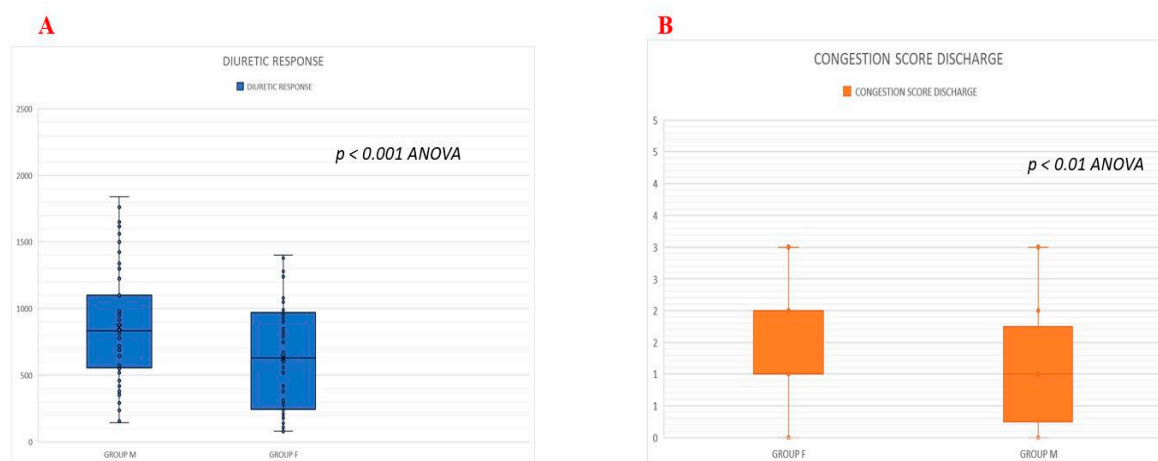 A
DIURETIC RESPONSE
DIURETIC RESPONSE
2500
2000
1500
1000
500
0
p < 0.001 ANOVA
GROUP M
GROUP F
B
CONGESTION SCORE DISCHARGE
CONGESTION SCORE DISCHARGE
5
5
4
4
3
3
2
2
1
1
0
p < 0.01 ANOVA
GROUP F
GROUP M